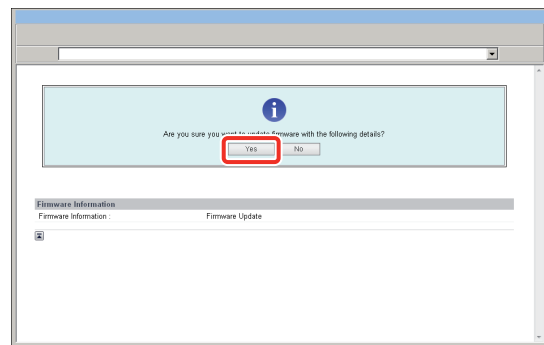 Are you sure you want to update firmware with the following details?
Yes No
Firmware Information
Firmware Information : Firmware Update